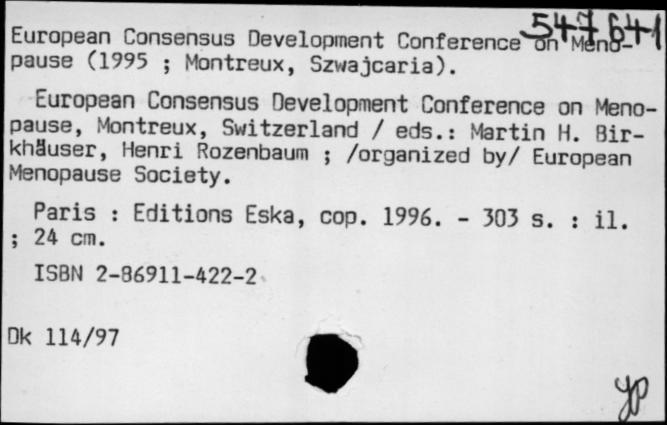 547 641
European Consensus Development Conference on Meno-
pause (1995 ; Montreux, Szwajcaria).
European Consensus Development Conference on Meno-
pause, Montreux, Switzerland / eds.: Martin H. Bir-
khäuser, Henri Rozenbaum ; /organized by/ European
Menopause Society.
Paris : Editions Eska, cop. 1996. - 303 s. : il.
; 24 cm.
ISBN 2-86911-422-2
Dk 114/97